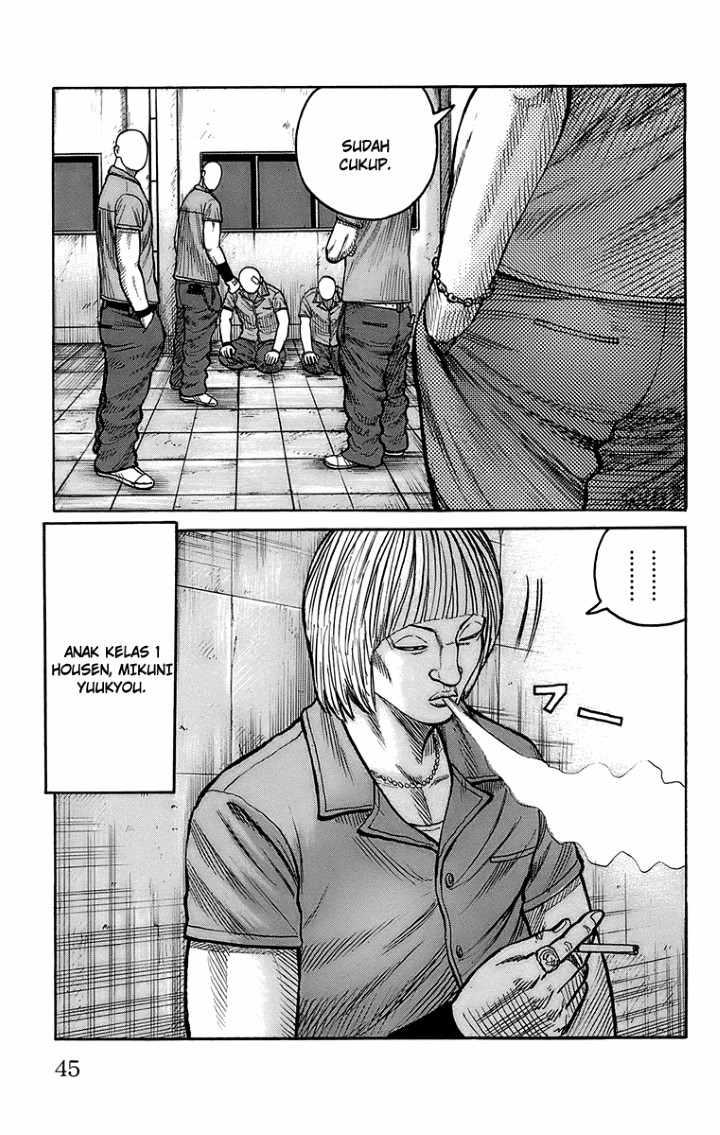 SUDAH
CUKUP.
ANAK KELAS 1
HOUSEN, MIKUNI
YUUKYOU.
......
フー
45